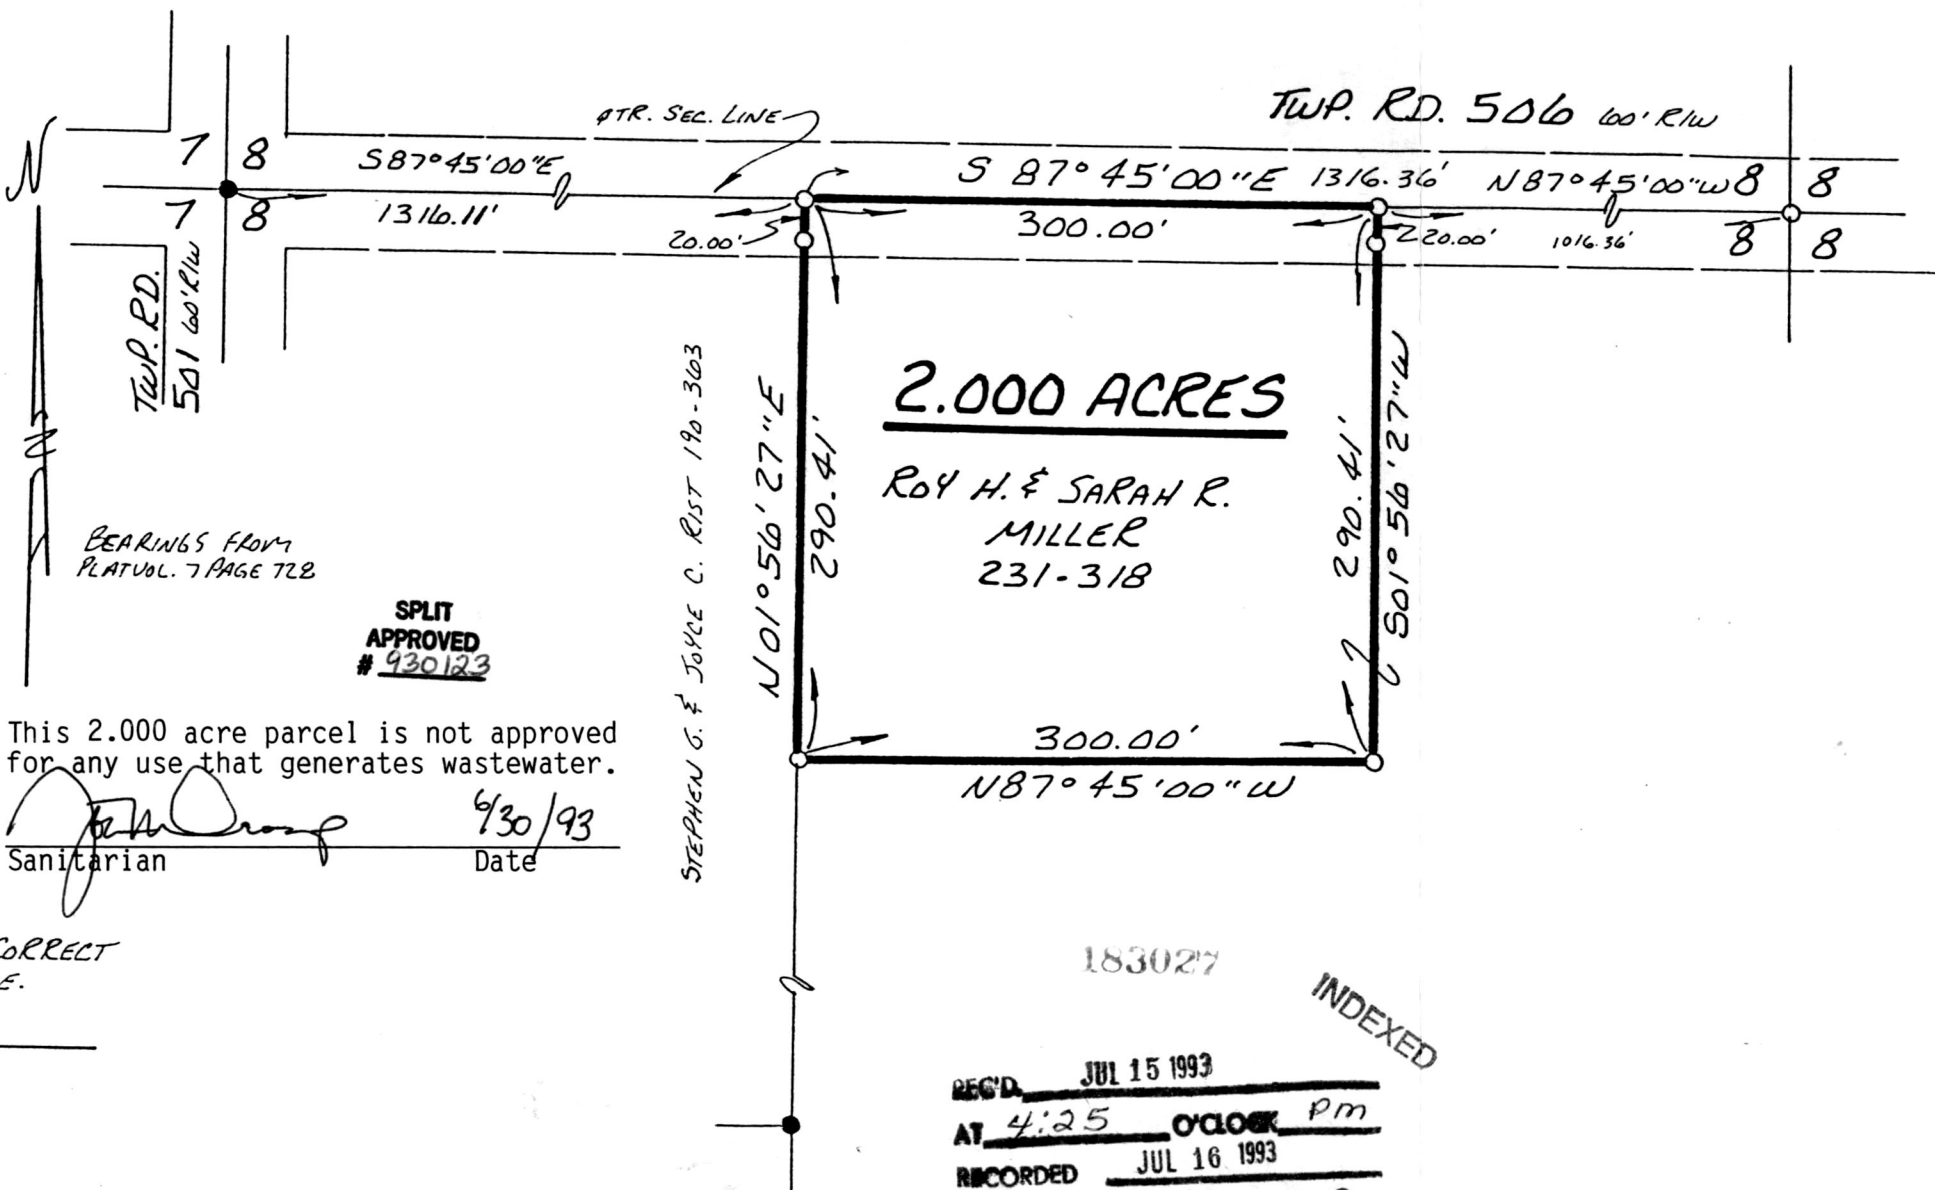 N
7 8
7 8
TWP. RD.
501 60' R/W
QTR. SEC. LINE
TWP. RD. 506 60' R/W
S87°45'00"E
1316.11'
S 87°45'00"E 1316.36'
300.00'
N87°45'00"W
1016.36'
8 8
8 8
20.00'
20.00'
STEPHEN G. & JOYCE C. RIST 190-363
N01°56'27"E
290.41'
2.000 ACRES
ROY H. & SARAH R.
MILLER
231-318
290.41'
S01°56'27"W
300.00'
N87°45'00"W
BEARINGS FROM
PLAT VOL. 7 PAGE 728
SPLIT
APPROVED
# 930123
This 2.000 acre parcel is not approved
for any use that generates wastewater.
6/30/93
Sanitarian Date
CORRECT
E.
183027
INDEXED
REC'D. JUL 15 1993
AT 4:25 O'CLOCK Pm
RECORDED JUL 16 1993